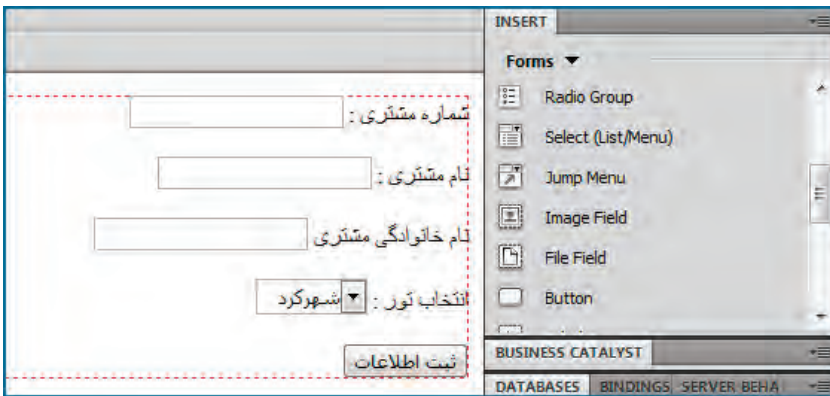 شماره مشتری :
نام مشتری :
نام خانوادگی مشتری
انتخاب تور : شهرکرد
ثبت اطلاعات
INSERT
Forms
Radio Group
Select (List/Menu)
Jump Menu
Image Field
File Field
Button
BUSINESS CATALYST
DATABASES BINDINGS SERVER BEHA